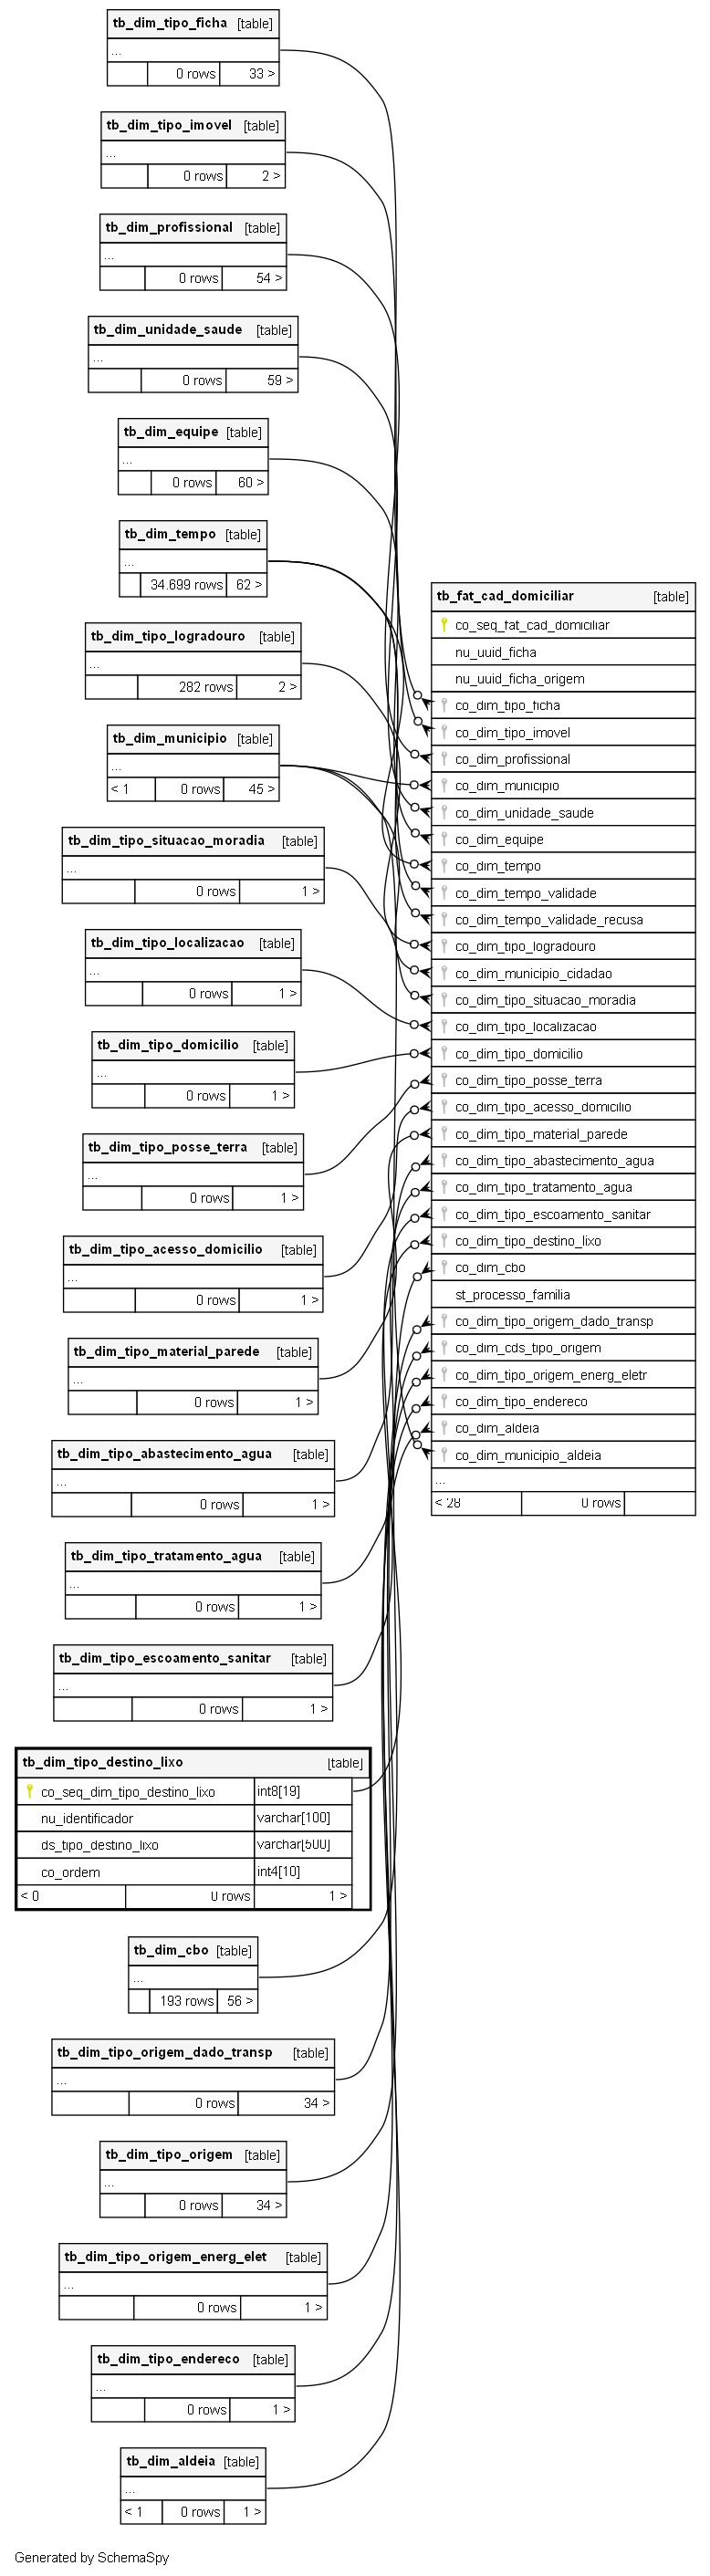 tb_dim_tipo_ficha [table]
...
0 rows 33 >
tb_dim_tipo_imovel [table]
...
0 rows 2 >
tb_dim_profissional [table]
...
0 rows 54 >
tb_dim_unidade_saude [table]
...
0 rows 59 >
tb_dim_equipe [table]
...
0 rows 60 >
tb_dim_tempo [table]
...
34.699 rows 62 >
tb_dim_tipo_logradouro [table]
...
282 rows 2 >
tb_dim_municipio [table]
...
< 1 0 rows 45 >
tb_dim_tipo_situacao_moradia [table]
...
0 rows 1 >
tb_dim_tipo_localizacao [table]
...
0 rows 1 >
tb_dim_tipo_domicilio [table]
...
0 rows 1 >
tb_dim_tipo_posse_terra [table]
...
0 rows 1 >
tb_dim_tipo_acesso_domicilio [table]
...
0 rows 1 >
tb_dim_tipo_material_parede [table]
...
0 rows 1 >
tb_dim_tipo_abastecimento_agua [table]
...
0 rows 1 >
tb_dim_tipo_tratamento_agua [table]
...
0 rows 1 >
tb_dim_tipo_escoamento_sanitar [table]
...
0 rows 1 >
tb_dim_tipo_destino_lixo [table]
co_seq_dim_tipo_destino_lixo int8[19]
nu_identificador varchar[100]
ds_tipo_destino_lixo varchar[500]
co_ordem int4[10]
< 0 0 rows 1 >
tb_dim_cbo [table]
...
193 rows 56 >
tb_dim_tipo_origem_dado_transp [table]
...
0 rows 34 >
tb_dim_tipo_origem [table]
...
0 rows 34 >
tb_dim_tipo_origem_energ_elet [table]
...
0 rows 1 >
tb_dim_tipo_endereco [table]
...
0 rows 1 >
tb_dim_aldeia [table]
...
< 1 0 rows 1 >
tb_fat_cad_domiciliar [table]
co_seq_fat_cad_domiciliar
nu_uuid_ficha
nu_uuid_ficha_origem
co_dim_tipo_ficha
co_dim_tipo_imovel
co_dim_profissional
co_dim_municipio
co_dim_unidade_saude
co_dim_equipe
co_dim_tempo
co_dim_tempo_validade
co_dim_tempo_validade_recusa
co_dim_tipo_logradouro
co_dim_municipio_cidadao
co_dim_tipo_situacao_moradia
co_dim_tipo_localizacao
co_dim_tipo_domicilio
co_dim_tipo_posse_terra
co_dim_tipo_acesso_domicilio
co_dim_tipo_material_parede
co_dim_tipo_abastecimento_agua
co_dim_tipo_tratamento_agua
co_dim_tipo_escoamento_sanitar
co_dim_tipo_destino_lixo
co_dim_cbo
st_processo_familia
co_dim_tipo_origem_dado_transp
co_dim_cds_tipo_origem
co_dim_tipo_origem_energ_eletr
co_dim_tipo_endereco
co_dim_aldeia
co_dim_municipio_aldeia
...
< 28 0 rows
Generated by SchemaSpy